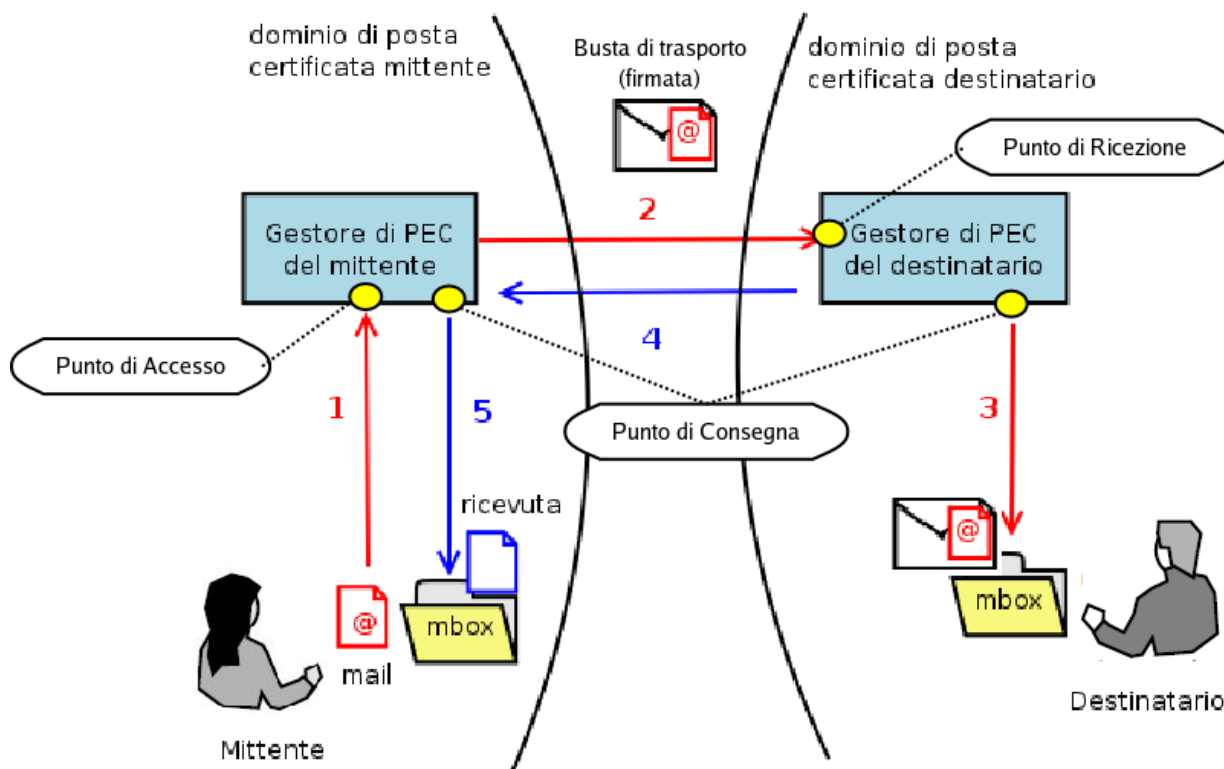 dominio di posta
certificata mittente
Busta di trasporto
(firmata)
dominio di posta
certificata destinatario
@
Punto di Ricezione
2
Gestore di PEC
del mittente
Gestore di PEC
del destinatario
4
Punto di Accesso
1
5
3
Punto di Consegna
ricevuta
@
mbox
mail
@
mbox
Mittente
Destinatario